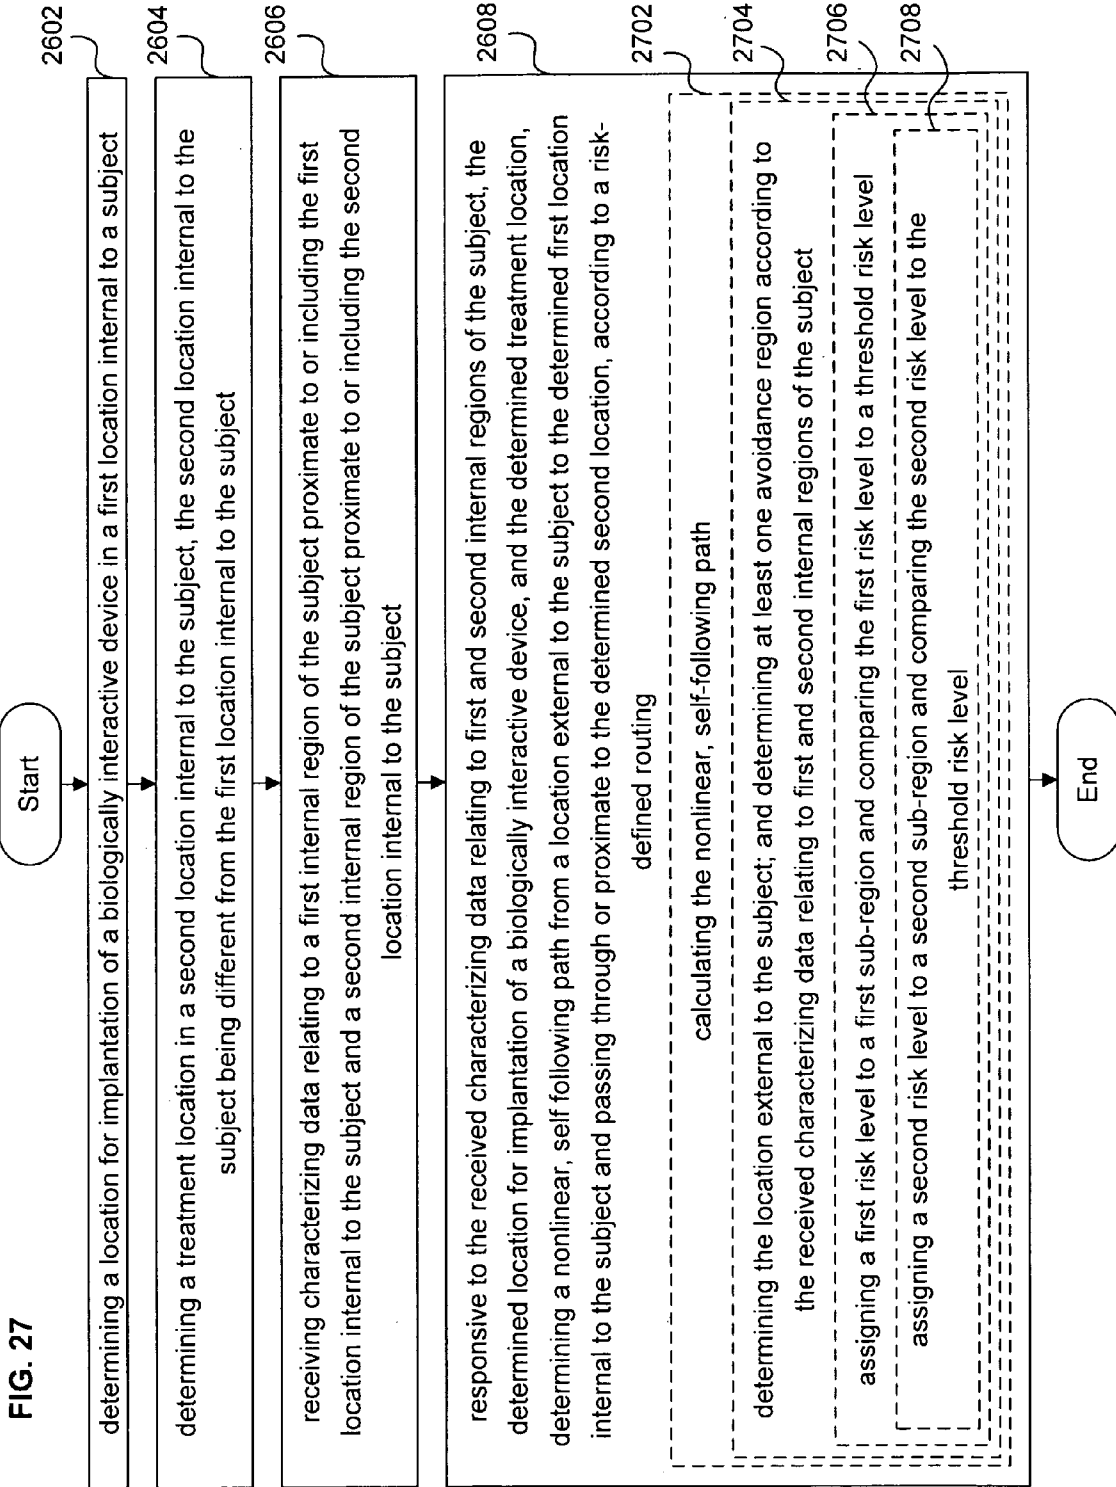 FIG. 27
Start
2602
determining a location for implantation of a biologically interactive device in a first location internal to a subject
2604
determining a treatment location in a second location internal to the subject, the second location internal to the
subject being different from the first location internal to the subject
2606
receiving characterizing data relating to a first internal region of the subject proximate to or including the first
location internal to the subject and a second internal region of the subject proximate to or including the second
location internal to the subject
2608
responsive to the received characterizing data relating to first and second internal regions of the subject, the
determined location for implantation of a biologically interactive device, and the determined treatment location,
determining a nonlinear, self following path from a location external to the subject to the determined first location
internal to the subject and passing through or proximate to the determined second location, according to a risk-
defined routing
2702
calculating the nonlinear, self-following path
2704
determining the location external to the subject; and determining at least one avoidance region according to
the received characterizing data relating to first and second internal regions of the subject
2706
assigning a first risk level to a first sub-region and comparing the first risk level to a threshold risk level
2708
assigning a second risk level to a second sub-region and comparing the second risk level to the
threshold risk level
End